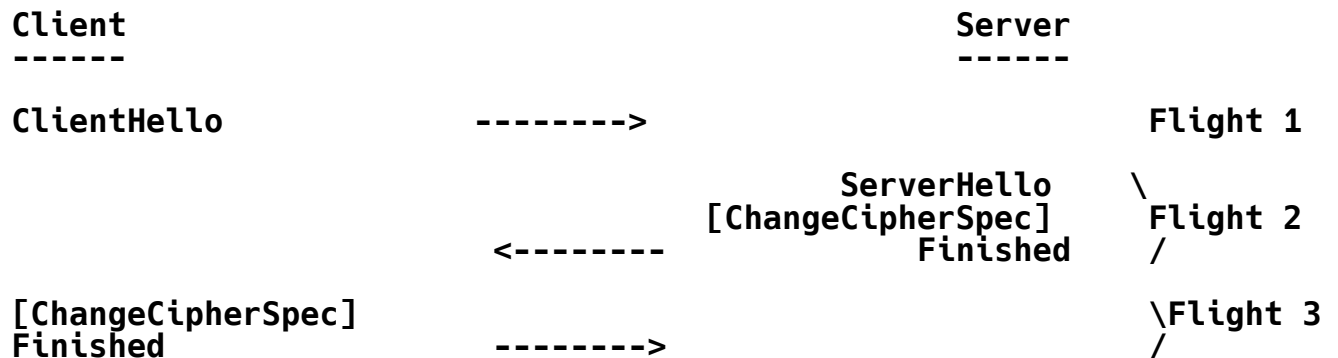 Client                                            Server
------                                            ------
ClientHello             -------->                           Flight 1
                                            ServerHello    \
                                     [ChangeCipherSpec]     Flight 2
                         <--------             Finished    /
[ChangeCipherSpec]                                          \Flight 3
Finished                 -------->                          /